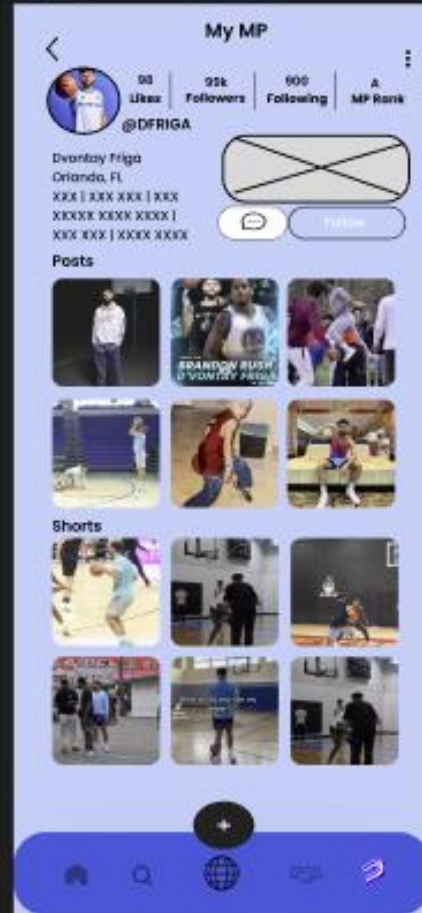 My MP
98 95k 900 A
Likes Followers Following MP Rank
@DFRIGA
Dvontay Friga
Orlando, FL
XXX | XXX XXX | XXX
XXXXX XXXX XXXX |
XXX XXX | XXXX XXXX
Follow
Posts
BRANDON RUSH
D'VONTAY FRIGA
Shorts